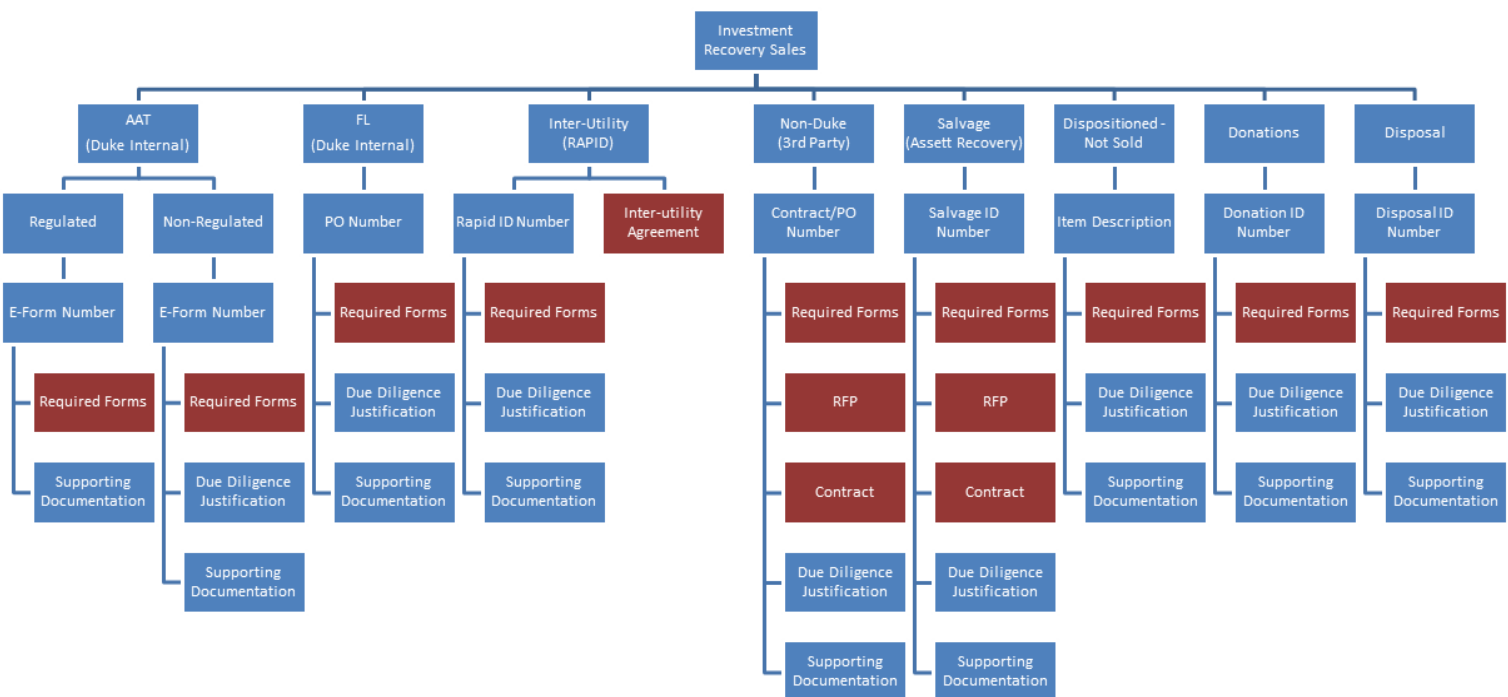 Investment
Recovery Sales
AAT
(Duke Internal)
FL
(Duke Internal)
Inter-Utility
(RAPID)
Non-Duke
(3rd Party)
Salvage
(Assett Recovery)
Dispositioned -
Not Sold
Donations
Disposal
Regulated
Non-Regulated
PO Number
Rapid ID Number
Inter-utility
Agreement
Contract/PO
Number
Salvage ID
Number
Item Description
Donation ID
Number
Disposal ID
Number
E-Form Number
E-Form Number
Required Forms
Required Forms
Required Forms
Required Forms
Required Forms
Required Forms
Required Forms
Required Forms
Required Forms
Due Diligence
Justification
Due Diligence
Justification
RFP
RFP
Due Diligence
Justification
Due Diligence
Justification
Due Diligence
Justification
Supporting
Documentation
Due Diligence
Justification
Supporting
Documentation
Supporting
Documentation
Contract
Contract
Supporting
Documentation
Supporting
Documentation
Supporting
Documentation
Supporting
Documentation
Due Diligence
Justification
Due Diligence
Justification
Supporting
Documentation
Supporting
Documentation